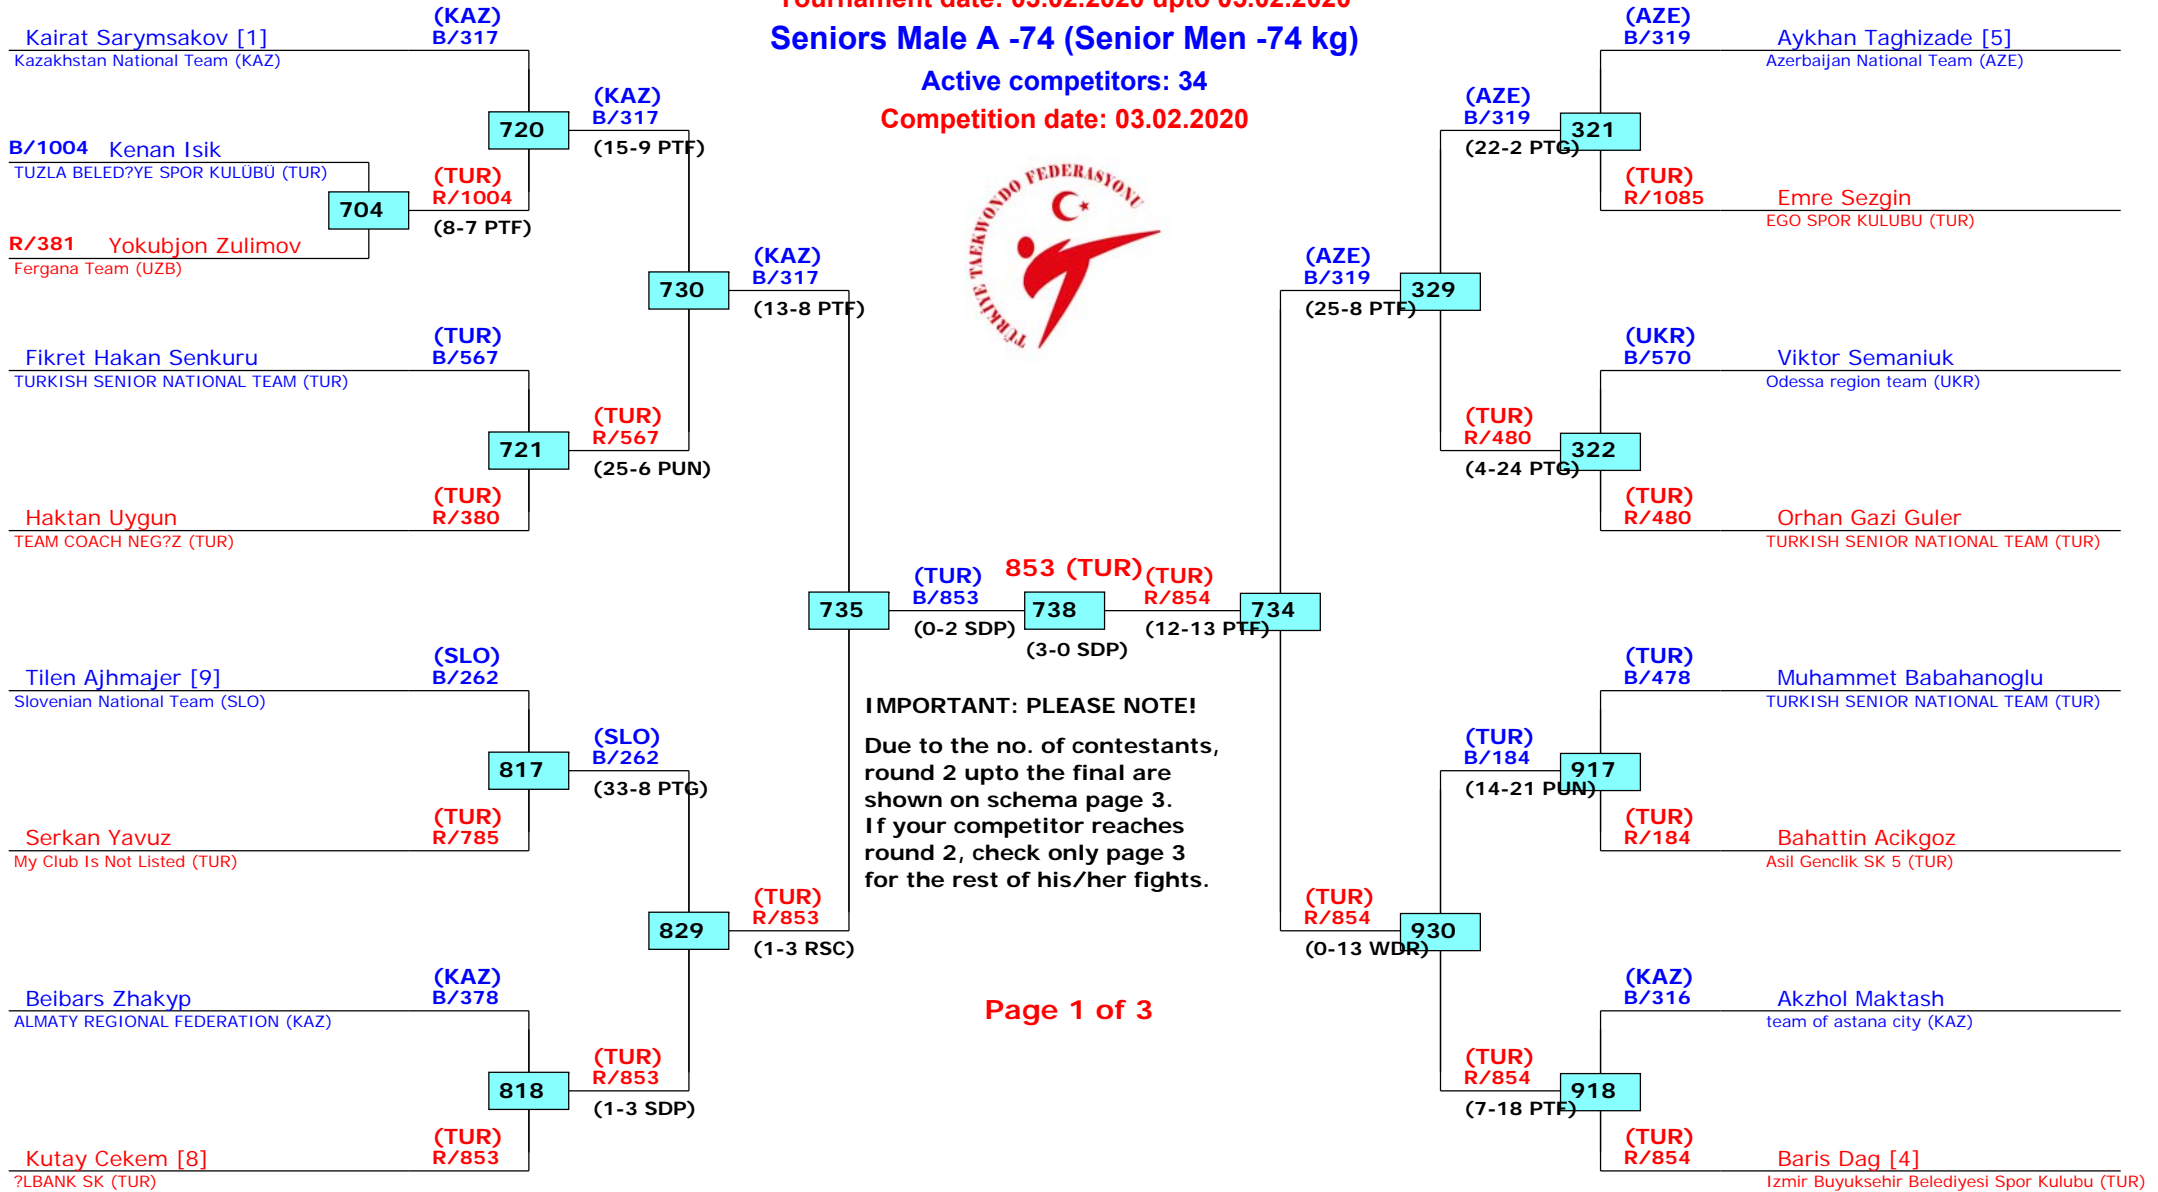 Tournament date: 03.02.2020 upto 05.02.2020
Seniors Male A -74 (Senior Men -74 kg)
Active competitors: 34
Competition date: 03.02.2020
TÜRKİYE TAEKWONDO FEDERASYONU
(KAZ)
Kairat Sarymsakov [1] B/317
Kazakhstan National Team (KAZ)
720
(KAZ)
B/317
(15-9 PTF)
B/1004 Kenan Isik
TUZLA BELED?YE SPOR KULÜBÜ (TUR)
704
(TUR)
R/1004
(8-7 PTF)
R/381 Yokubjon Zulimov
Fergana Team (UZB)
730
(KAZ)
B/317
(13-8 PTF)
(TUR)
Fikret Hakan Senkuru B/567
TURKISH SENIOR NATIONAL TEAM (TUR)
721
(TUR)
R/567
(25-6 PUN)
(TUR)
Haktan Uygun R/380
TEAM COACH NEG?Z (TUR)
735
(TUR)
B/853
(0-2 SDP)
853 (TUR)
738
(3-0 SDP)
(TUR)
R/854
(12-13 PTF)
734
(SLO)
Tilen Ajhmajer [9] B/262
Slovenian National Team (SLO)
817
(SLO)
B/262
(33-8 PTG)
(TUR)
Serkan Yavuz R/785
My Club Is Not Listed (TUR)
829
(TUR)
R/853
(1-3 RSC)
(KAZ)
Beibars Zhakyp B/378
ALMATY REGIONAL FEDERATION (KAZ)
818
(TUR)
R/853
(1-3 SDP)
(TUR)
Kutay Cekem [8] R/853
?LBANK SK (TUR)
IMPORTANT: PLEASE NOTE!
Due to the no. of contestants,
round 2 upto the final are
shown on schema page 3.
If your competitor reaches
round 2, check only page 3
for the rest of his/her fights.
Page 1 of 3
(AZE)
B/319 Aykhan Taghizade [5]
Azerbaijan National Team (AZE)
(AZE)
B/319
(22-2 PTG)
321
(TUR)
R/1085 Emre Sezgin
EGO SPOR KULUBU (TUR)
(AZE)
B/319
(25-8 PTF)
329
(UKR)
B/570 Viktor Semaniuk
Odessa region team (UKR)
(TUR)
R/480
(4-24 PTG)
322
(TUR)
R/480 Orhan Gazi Guler
TURKISH SENIOR NATIONAL TEAM (TUR)
(TUR)
B/478 Muhammet Babahanoglu
TURKISH SENIOR NATIONAL TEAM (TUR)
(TUR)
B/184
(14-21 PUN)
917
(TUR)
R/184 Bahattin Acikgoz
Asil Genclik SK 5 (TUR)
(TUR)
R/854
(0-13 WDR)
930
(KAZ)
B/316 Akzhol Maktash
team of astana city (KAZ)
(TUR)
R/854
(7-18 PTF)
918
(TUR)
R/854 Baris Dag [4]
Izmir Buyuksehir Belediyesi Spor Kulubu (TUR)